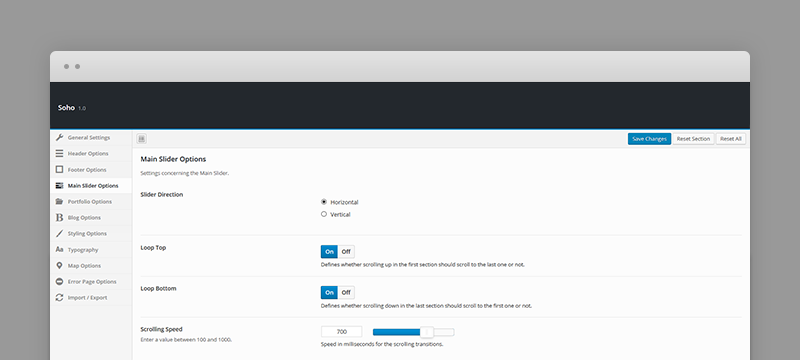 Soho 1.0
General Settings
Header Options
Footer Options
Main Slider Options
Portfolio Options
Blog Options
Styling Options
Typography
Map Options
Error Page Options
Import / Export
Save Changes Reset Section Reset All
Main Slider Options
Settings concerning the Main Slider.
Slider Direction
Horizontal
Vertical
Loop Top
On Off
Defines whether scrolling up in the first section should scroll to the last one or not.
Loop Bottom
On Off
Defines whether scrolling down in the last section should scroll to the first one or not.
Scrolling Speed
Enter a value between 100 and 1000.
700
Speed in milliseconds for the scrolling transitions.